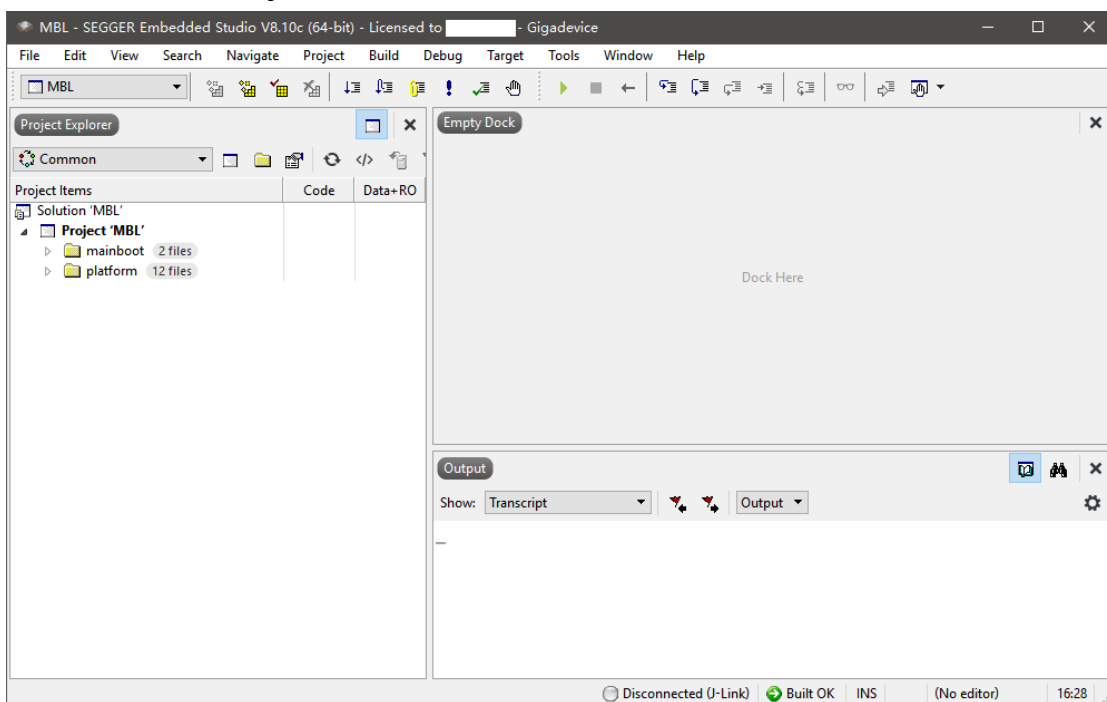 MBL - SEGGER Embedded Studio V8.10c (64-bit) - Licensed to - Gigadevice
File Edit View Search Navigate Project Build Debug Target Tools Window Help
MBL
Project Explorer
Empty Dock
Common
Project Items Code Data+RO
Solution ‘MBL’
Project ‘MBL’
mainboot 2 files
platform 12 files
Dock Here
Output
Show: Transcript Output
Disconnected (J-Link) Built OK INS (No editor) 16:28